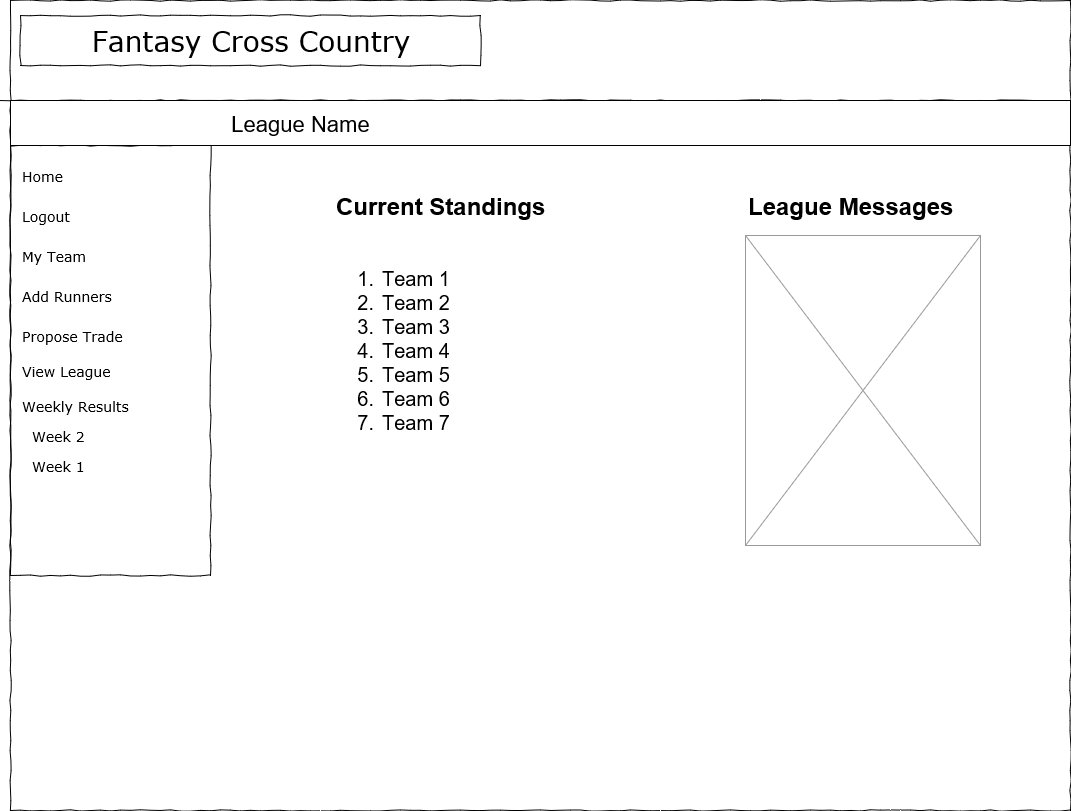 Fantasy Cross Country
League Name
Home
Logout
My Team
Add Runners
Propose Trade
View League
Weekly Results
Week 2
Week 1
Current Standings
1. Team 1
2. Team 2
3. Team 3
4. Team 4
5. Team 5
6. Team 6
7. Team 7
League Messages